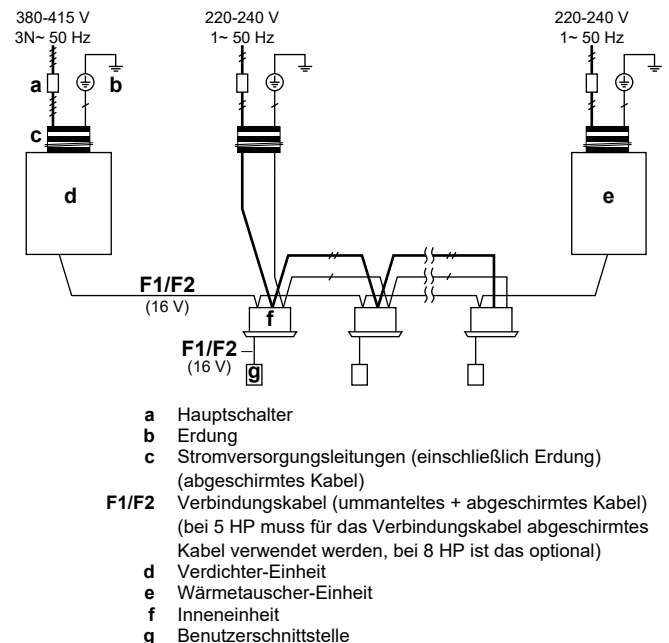 380-415 V
3N~ 50 Hz
220-240 V
1~ 50 Hz
220-240 V
1~ 50 Hz
a
b
c
d
e
F1/F2
(16 V)
f
F1/F2
(16 V)
g
a Hauptschalter
b Erdung
c Stromversorgungsleitungen (einschließlich Erdung)
(abgeschirmtes Kabel)
F1/F2 Verbindungskabel (ummanteltes + abgeschirmtes Kabel)
(bei 5 HP muss für das Verbindungskabel abgeschirmtes
Kabel verwendet werden, bei 8 HP ist das optional)
d Verdichter-Einheit
e Wärmetauscher-Einheit
f Inneneinheit
g Benutzerschnittstelle